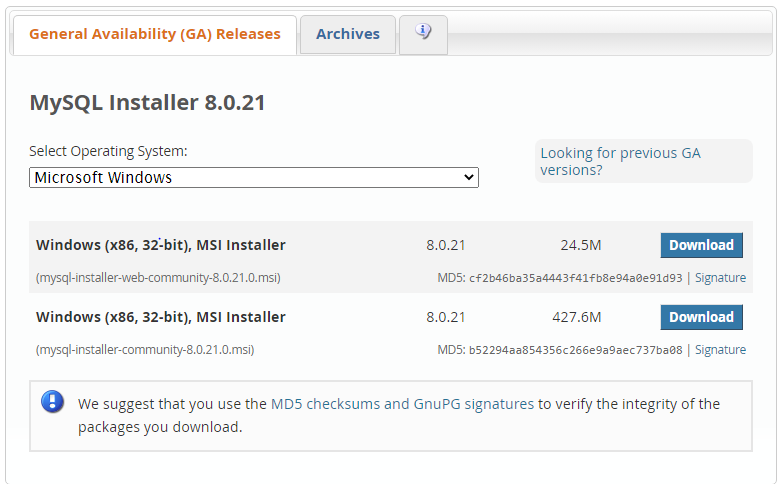 General Availability (GA) Releases
Archives
MySQL Installer 8.0.21
Select Operating System:
Looking for previous GA
versions?
Microsoft Windows
Windows (x86, 32-bit), MSI Installer 8.0.21 24.5M Download
(mysql-installer-web-community-8.0.21.0.msi) MD5: cf2b46ba35a4443f41fb8e94a0e91d93 | Signature
Windows (x86, 32-bit), MSI Installer 8.0.21 427.6M Download
(mysql-installer-community-8.0.21.0.msi) MD5: b52294aa854356c266e9a9aec737ba08 | Signature
We suggest that you use the MD5 checksums and GnuPG signatures to verify the integrity of the
packages you download.